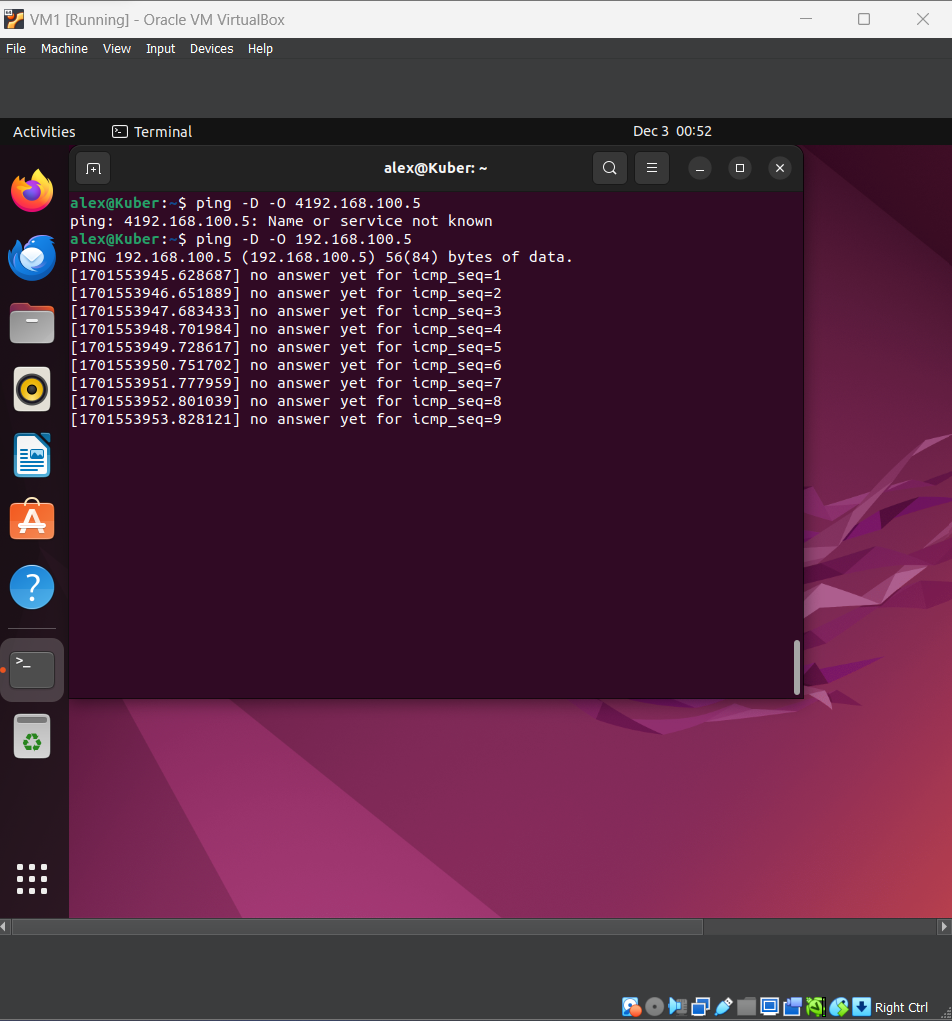 VM1 [Running] - Oracle VM VirtualBox
File Machine View Input Devices Help
Activities Terminal Dec 3 00:52
alex@Kuber: ~
alex@Kuber:~$ ping -D -O 4192.168.100.5
ping: 4192.168.100.5: Name or service not known
alex@Kuber:~$ ping -D -O 192.168.100.5
PING 192.168.100.5 (192.168.100.5) 56(84) bytes of data.
[1701553945.628687] no answer yet for icmp_seq=1
[1701553946.651889] no answer yet for icmp_seq=2
[1701553947.683433] no answer yet for icmp_seq=3
[1701553948.701984] no answer yet for icmp_seq=4
[1701553949.728617] no answer yet for icmp_seq=5
[1701553950.751702] no answer yet for icmp_seq=6
[1701553951.777959] no answer yet for icmp_seq=7
[1701553952.801039] no answer yet for icmp_seq=8
[1701553953.828121] no answer yet for icmp_seq=9
Right Ctrl